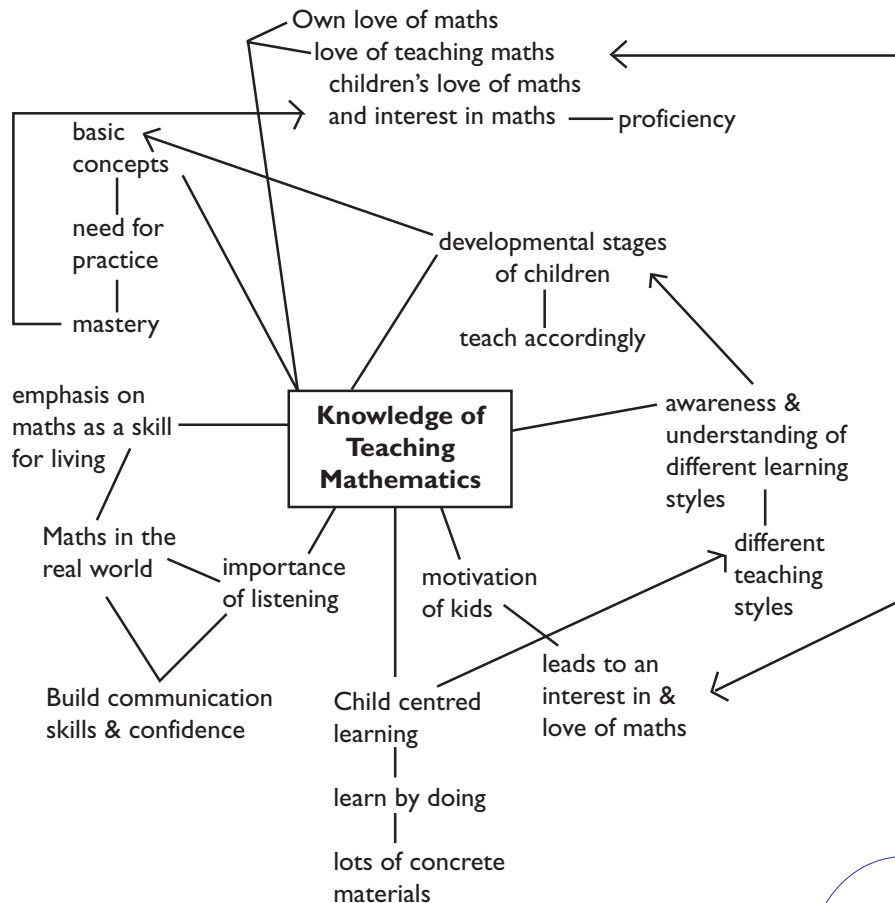 Own love of maths
love of teaching maths
children’s love of maths
and interest in maths
proficiency
basic
concepts
need for
practice
mastery
developmental stages
of children
teach accordingly
emphasis on
maths as a skill
for living
Knowledge of
Teaching
Mathematics
awareness &
understanding of
different learning
styles
Maths in the
real world
importance
of listening
motivation
of kids
different
teaching
styles
Build communication
skills & confidence
Child centred
learning
leads to an
interest in &
love of maths
learn by doing
lots of concrete
materials